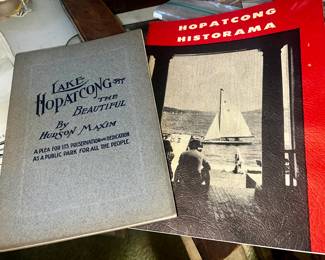 LAKE
HOPATCONG
THE
BEAUTIFUL
BY
HUDSON MAXIM
A PLEA FOR ITS PRESERVATION AND DEDICATION
AS A PUBLIC PARK FOR ALL THE PEOPLE.
HOPATCONG
HISTORAMA